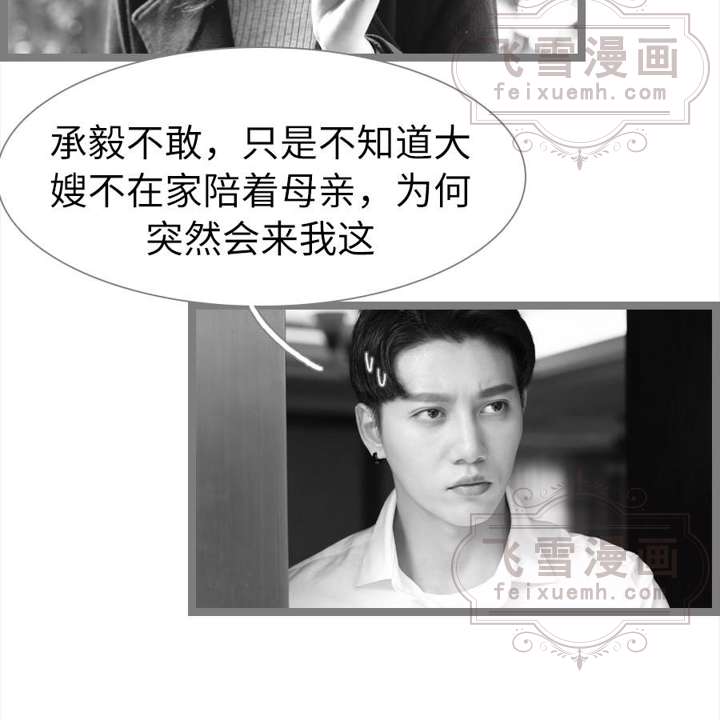 飞雪漫画
feixuemh.com
承毅不敢，只是不知道大
嫂不在家陪着母亲，为何
突然会来我这
飞雪漫画
feixuemh.com